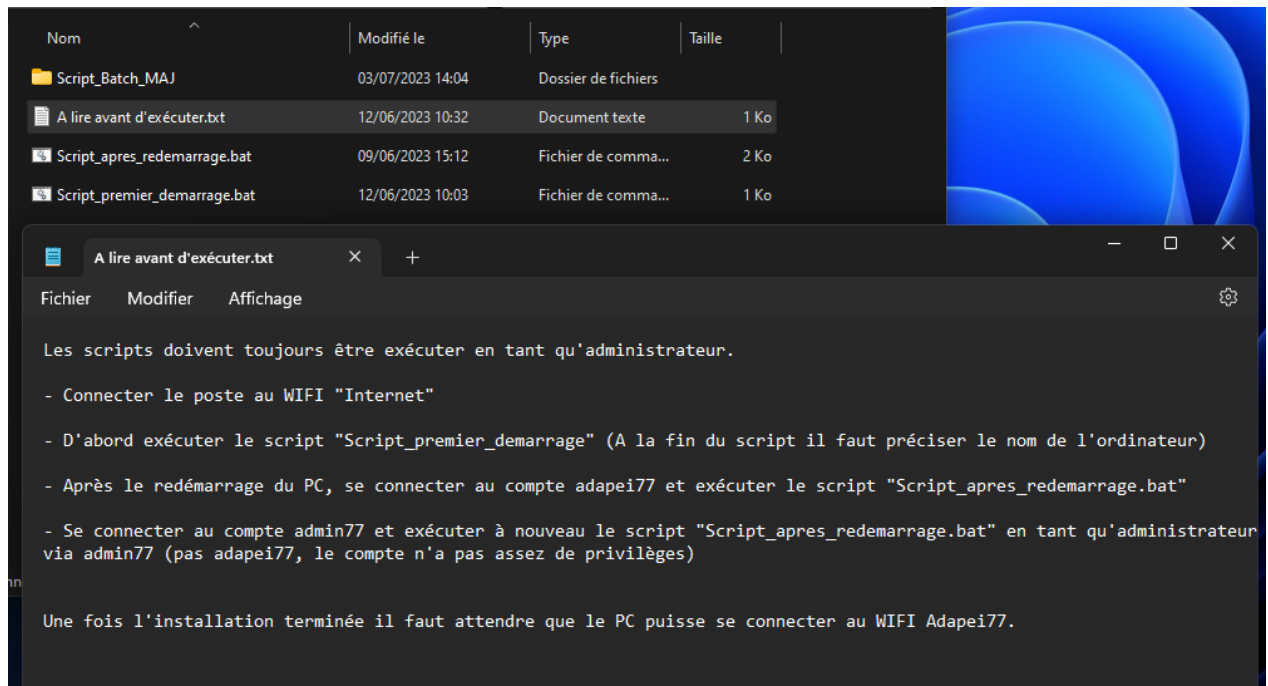 Nom Modifié le Type Taille
Script_Batch_MAJ 03/07/2023 14:04 Dossier de fichiers
A lire avant d'exécuter.txt 12/06/2023 10:32 Document texte 1 Ko
Script_apres_redemarrage.bat 09/06/2023 15:12 Fichier de comma... 2 Ko
Script_premier_demarrage.bat 12/06/2023 10:03 Fichier de comma... 1 Ko
A lire avant d'exécuter.txt
Fichier Modifier Affichage
Les scripts doivent toujours être exécuter en tant qu'administrateur.
- Connecter le poste au WIFI "Internet"
- D'abord exécuter le script "Script_premier_demarrage" (A la fin du script il faut préciser le nom de l'ordinateur)
- Après le redémarrage du PC, se connecter au compte adapei77 et exécuter le script "Script_apres_redemarrage.bat"
- Se connecter au compte admin77 et exécuter à nouveau le script "Script_apres_redemarrage.bat" en tant qu'administrateur
via admin77 (pas adapei77, le compte n'a pas assez de privilèges)
Une fois l'installation terminée il faut attendre que le PC puisse se connecter au WIFI Adapei77.